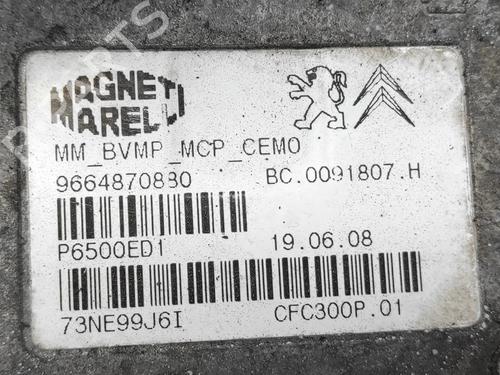 MAGNETI
MARELLI
MM_BVMP_MCP_CEMO
9664870880 BC.0091807.H
P6500ED1 19.06.08
73NE99J6I CFC300P.01